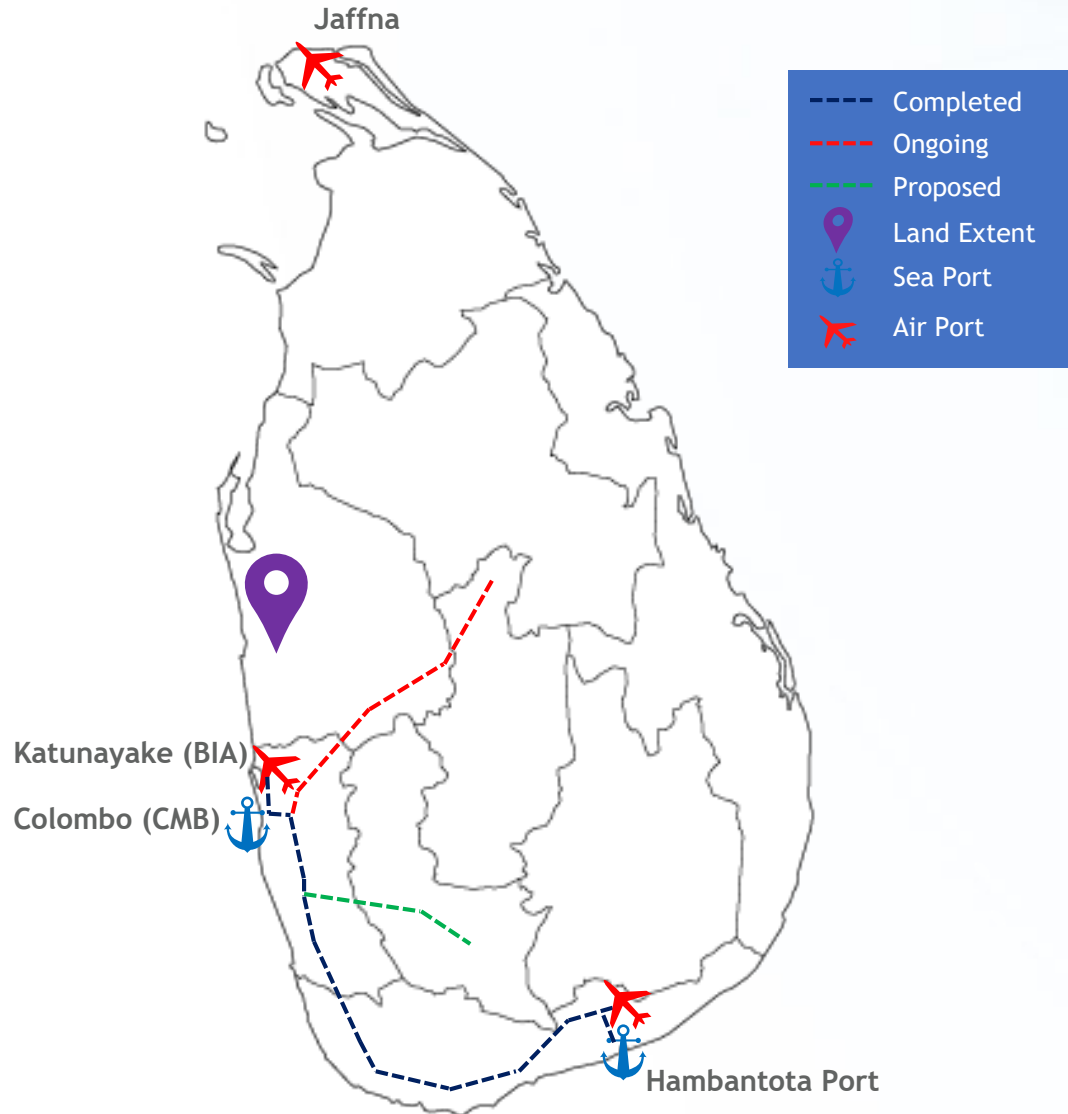 Jaffna
Completed
Ongoing
Proposed
Land Extent
Sea Port
Air Port
Katunayake (BIA)
Colombo (CMB)
Hambantota Port